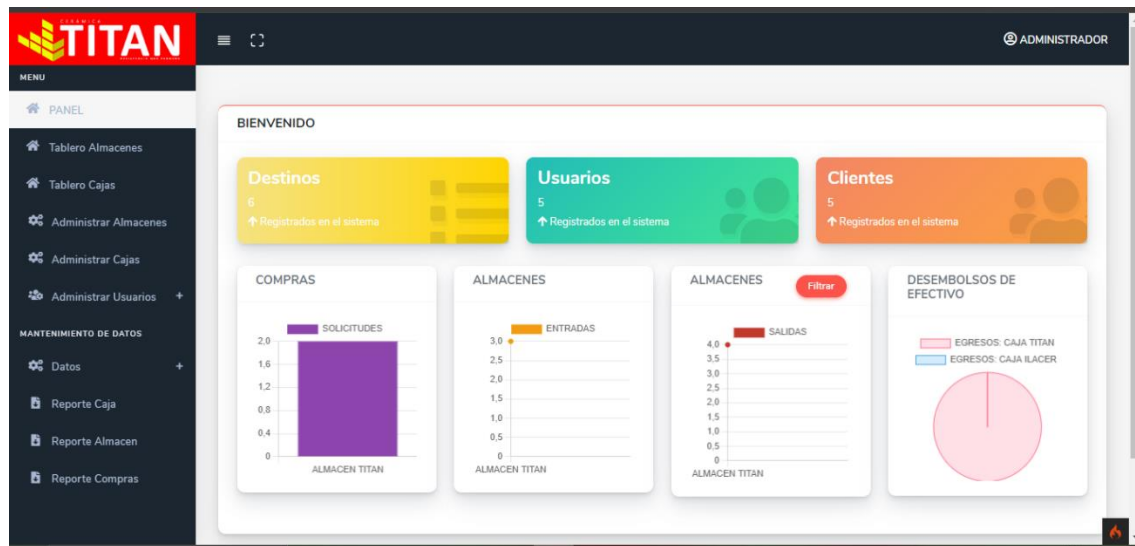 CERAMICA
TITAN
ADMINISTRADOR
MENU
PANEL
Tablero Almacenes
Tablero Cajas
Administrar Almacenes
Administrar Cajas
Administrar Usuarios +
MANTENIMIENTO DE DATOS
Datos +
Reporte Caja
Reporte Almacen
Reporte Compras
BIENVENIDO
Destinos
6
Registrados en el sistema
Usuarios
5
Registrados en el sistema
Clientes
5
Registrados en el sistema
COMPRAS
SOLICITUDES
2,0
1,6
1,2
0,8
0,4
0
ALMACEN TITAN
ALMACENES
ENTRADAS
3,0
2,5
2,0
1,5
1,0
0,5
0
ALMACEN TITAN
ALMACENES
Filtrar
SALIDAS
4,0
3,5
3,0
2,5
2,0
1,5
1,0
0,5
0
ALMACEN TITAN
DESEMBOLSOS DE
EFECTIVO
EGRESOS: CAJA TITAN
EGRESOS: CAJA ILACER